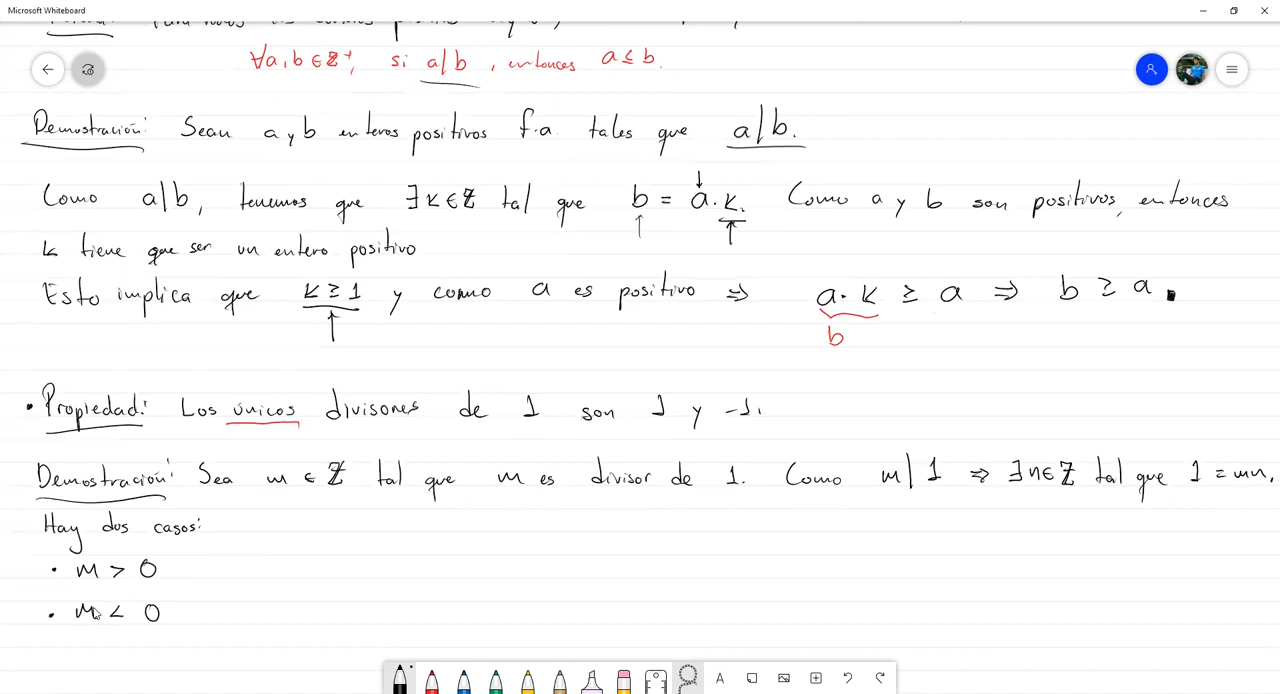 Microsoft Whiteboard
∀a,b∈ℤ⁺, si a|b, entonces a ≤ b.
Demostración: Sean a y b enteros positivos f.a. tales que a|b.
Como a|b, tenemos que ∃k∈ℤ tal que b = a·k. Como a y b son positivos, entonces
k tiene que ser un entero positivo
Esto implica que k ≥ 1 y como a es positivo ⇒ a·k ≥ a ⇒ b ≥ a ■
b
• Propiedad: Los únicos divisores de 1 son 1 y -1.
Demostración: Sea m ∈ ℤ tal que m es divisor de 1. Como m|1 ⇒ ∃n∈ℤ tal que 1 = mn.
Hay dos casos:
• m > 0
• m < 0
A